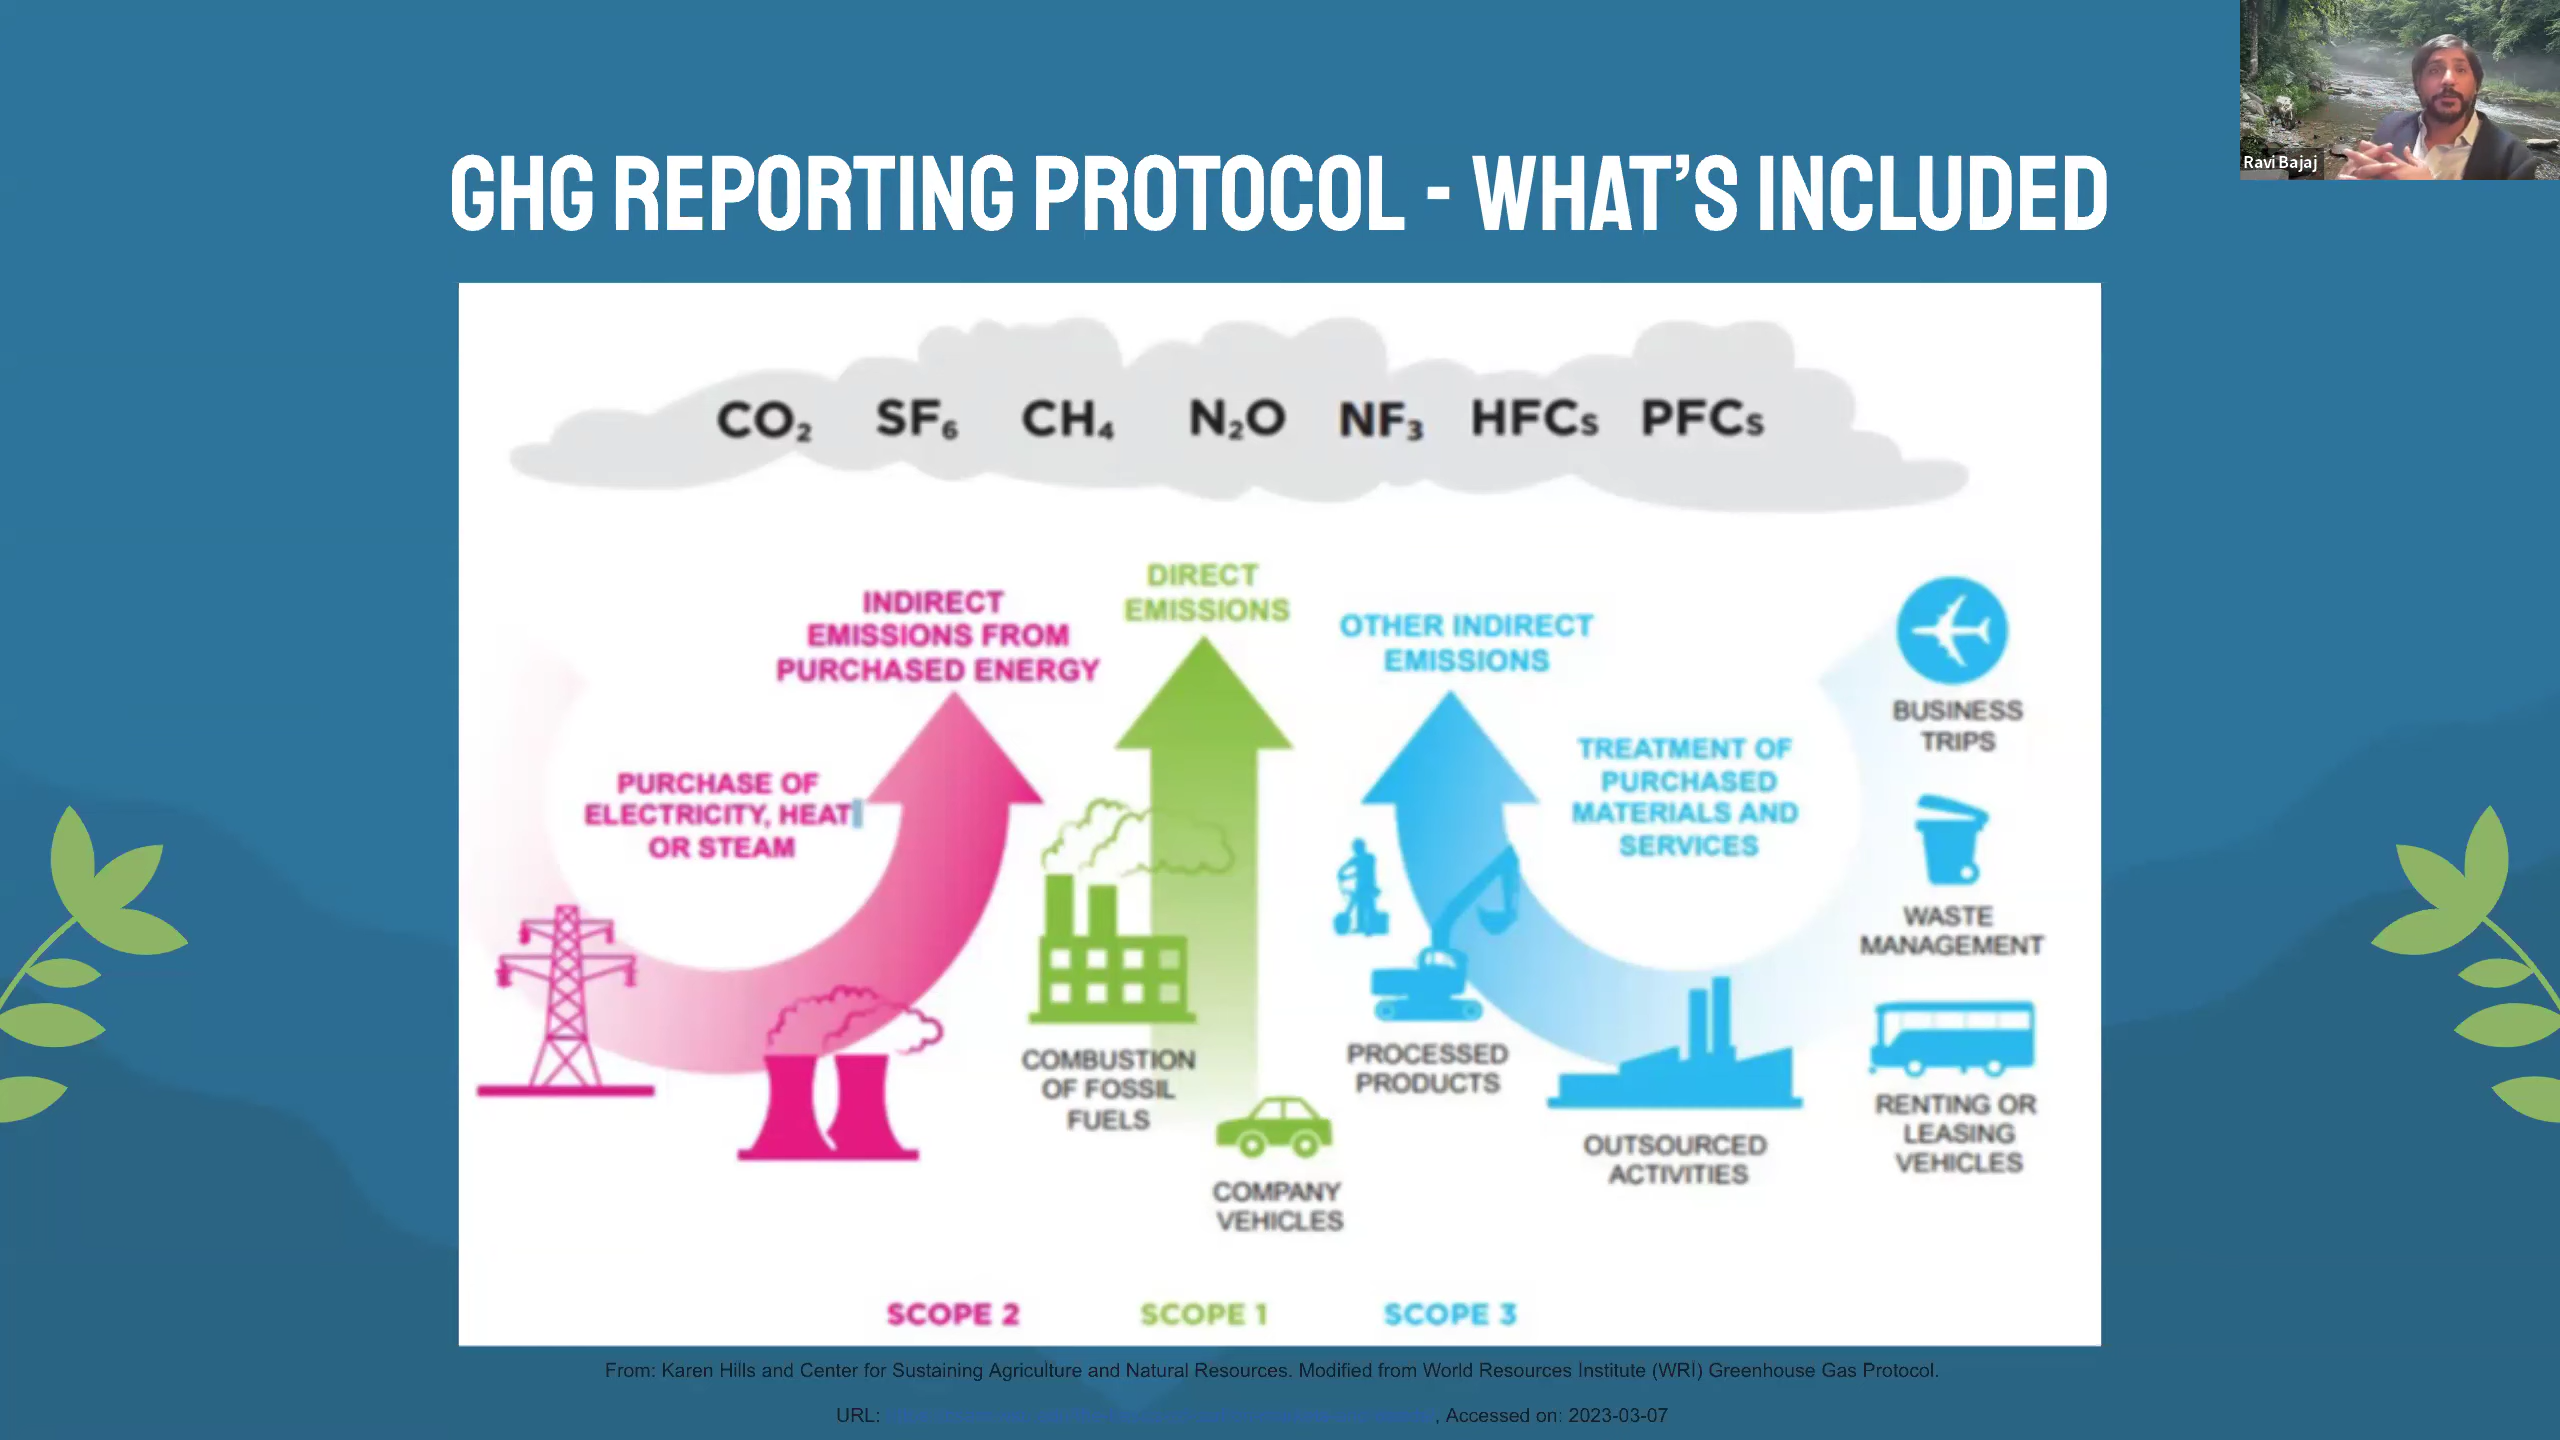 GHG REPORTING PROTOCOL - WHAT'S INCLUDED
Ravi Bajaj
CO₂ SF₆ CH₄ N₂O NF₃ HFCs PFCs
INDIRECT
EMISSIONS FROM
PURCHASED ENERGY
DIRECT
EMISSIONS
OTHER INDIRECT
EMISSIONS
PURCHASE OF
ELECTRICITY, HEAT
OR STEAM
TREATMENT OF
PURCHASED
MATERIALS AND
SERVICES
BUSINESS
TRIPS
WASTE
MANAGEMENT
RENTING OR
LEASING
VEHICLES
COMBUSTION
OF FOSSIL
FUELS
COMPANY
VEHICLES
PROCESSED
PRODUCTS
OUTSOURCED
ACTIVITIES
SCOPE 2
SCOPE 1
SCOPE 3
From: Karen Hills and Center for Sustaining Agriculture and Natural Resources. Modified from World Resources Institute (WRI) Greenhouse Gas Protocol.
URL: , Accessed on: 2023-03-07